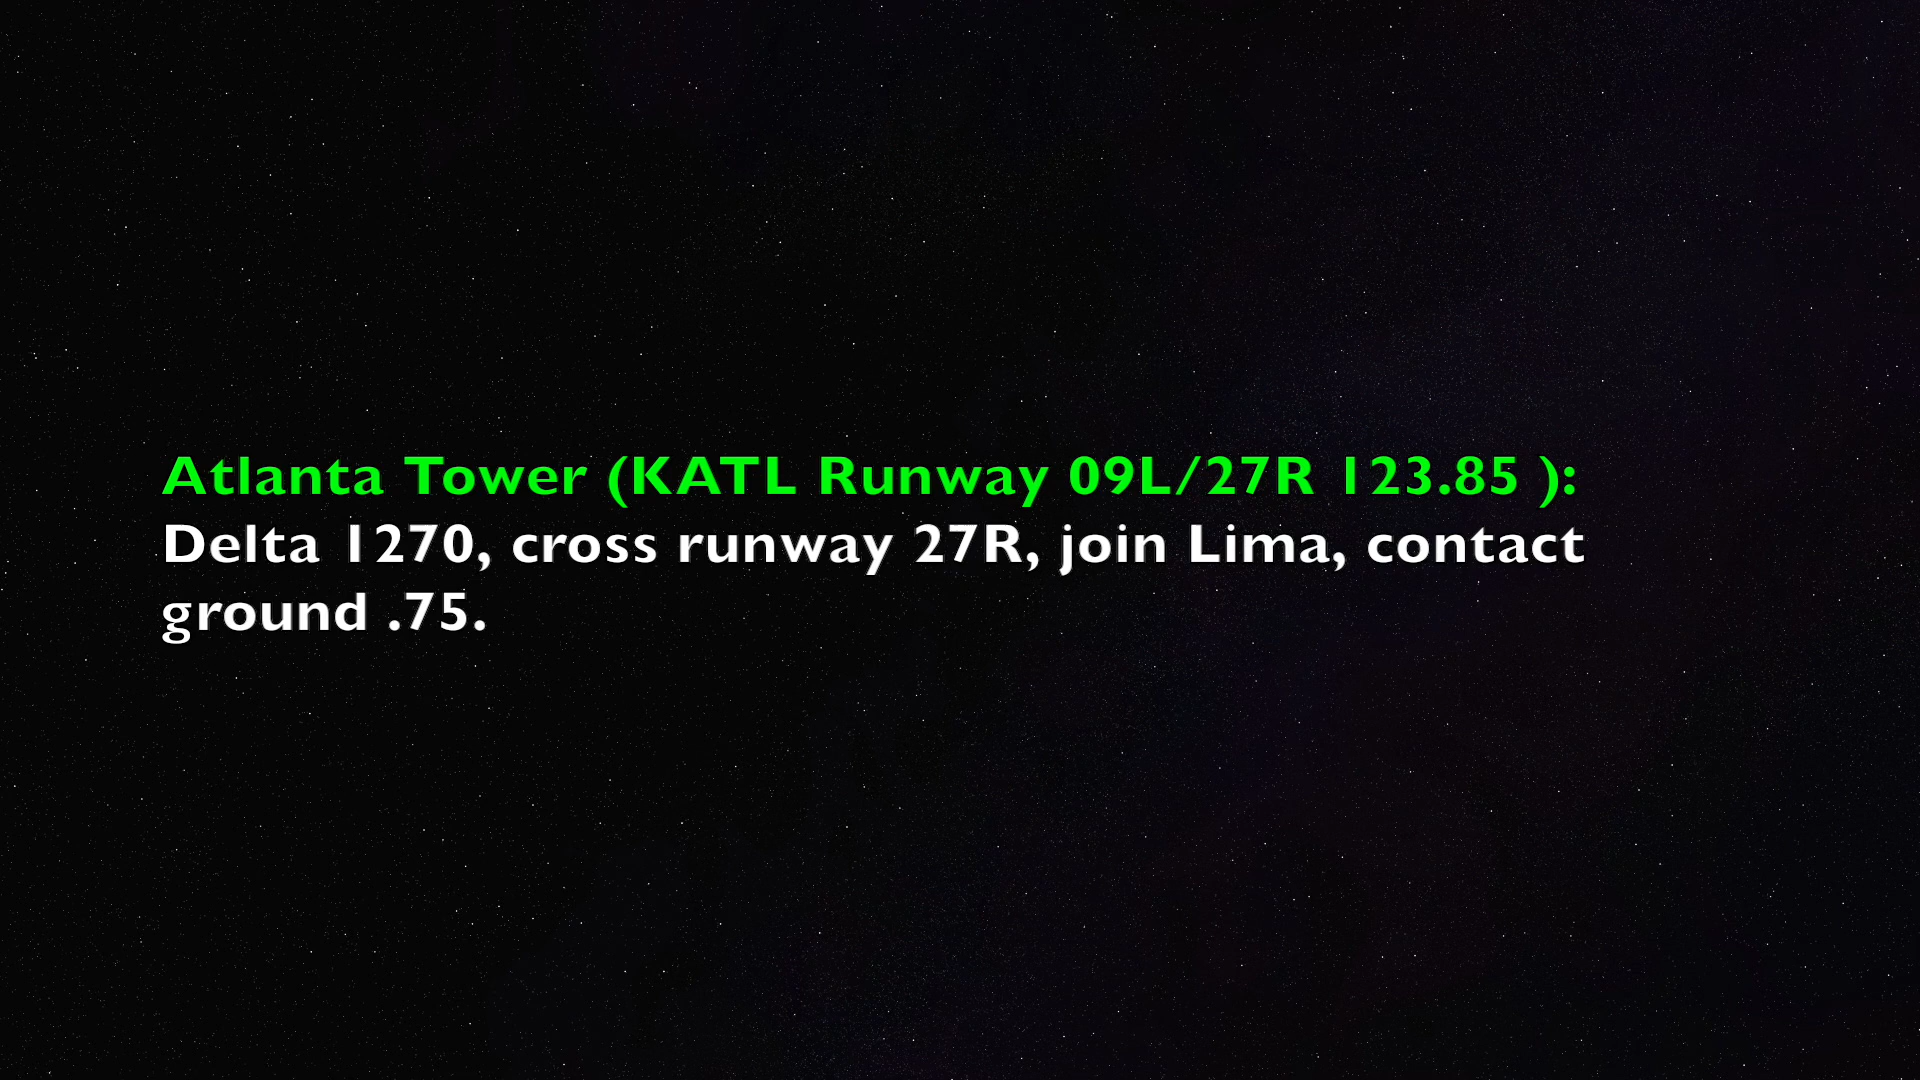 Atlanta Tower (KATL Runway 09L/27R 123.85 ):
Delta 1270, cross runway 27R, join Lima, contact
ground .75.